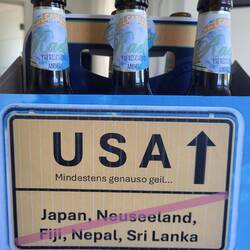 USA ↑
Mindestens genauso geil...
Japan, Neuseeland,
Fiji, Nepal, Sri Lanka